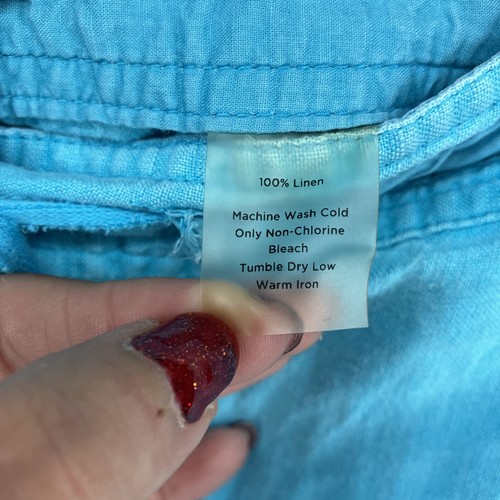 100% Linen
Machine Wash Cold
Only Non-Chlorine
Bleach
Tumble Dry Low
Warm Iron